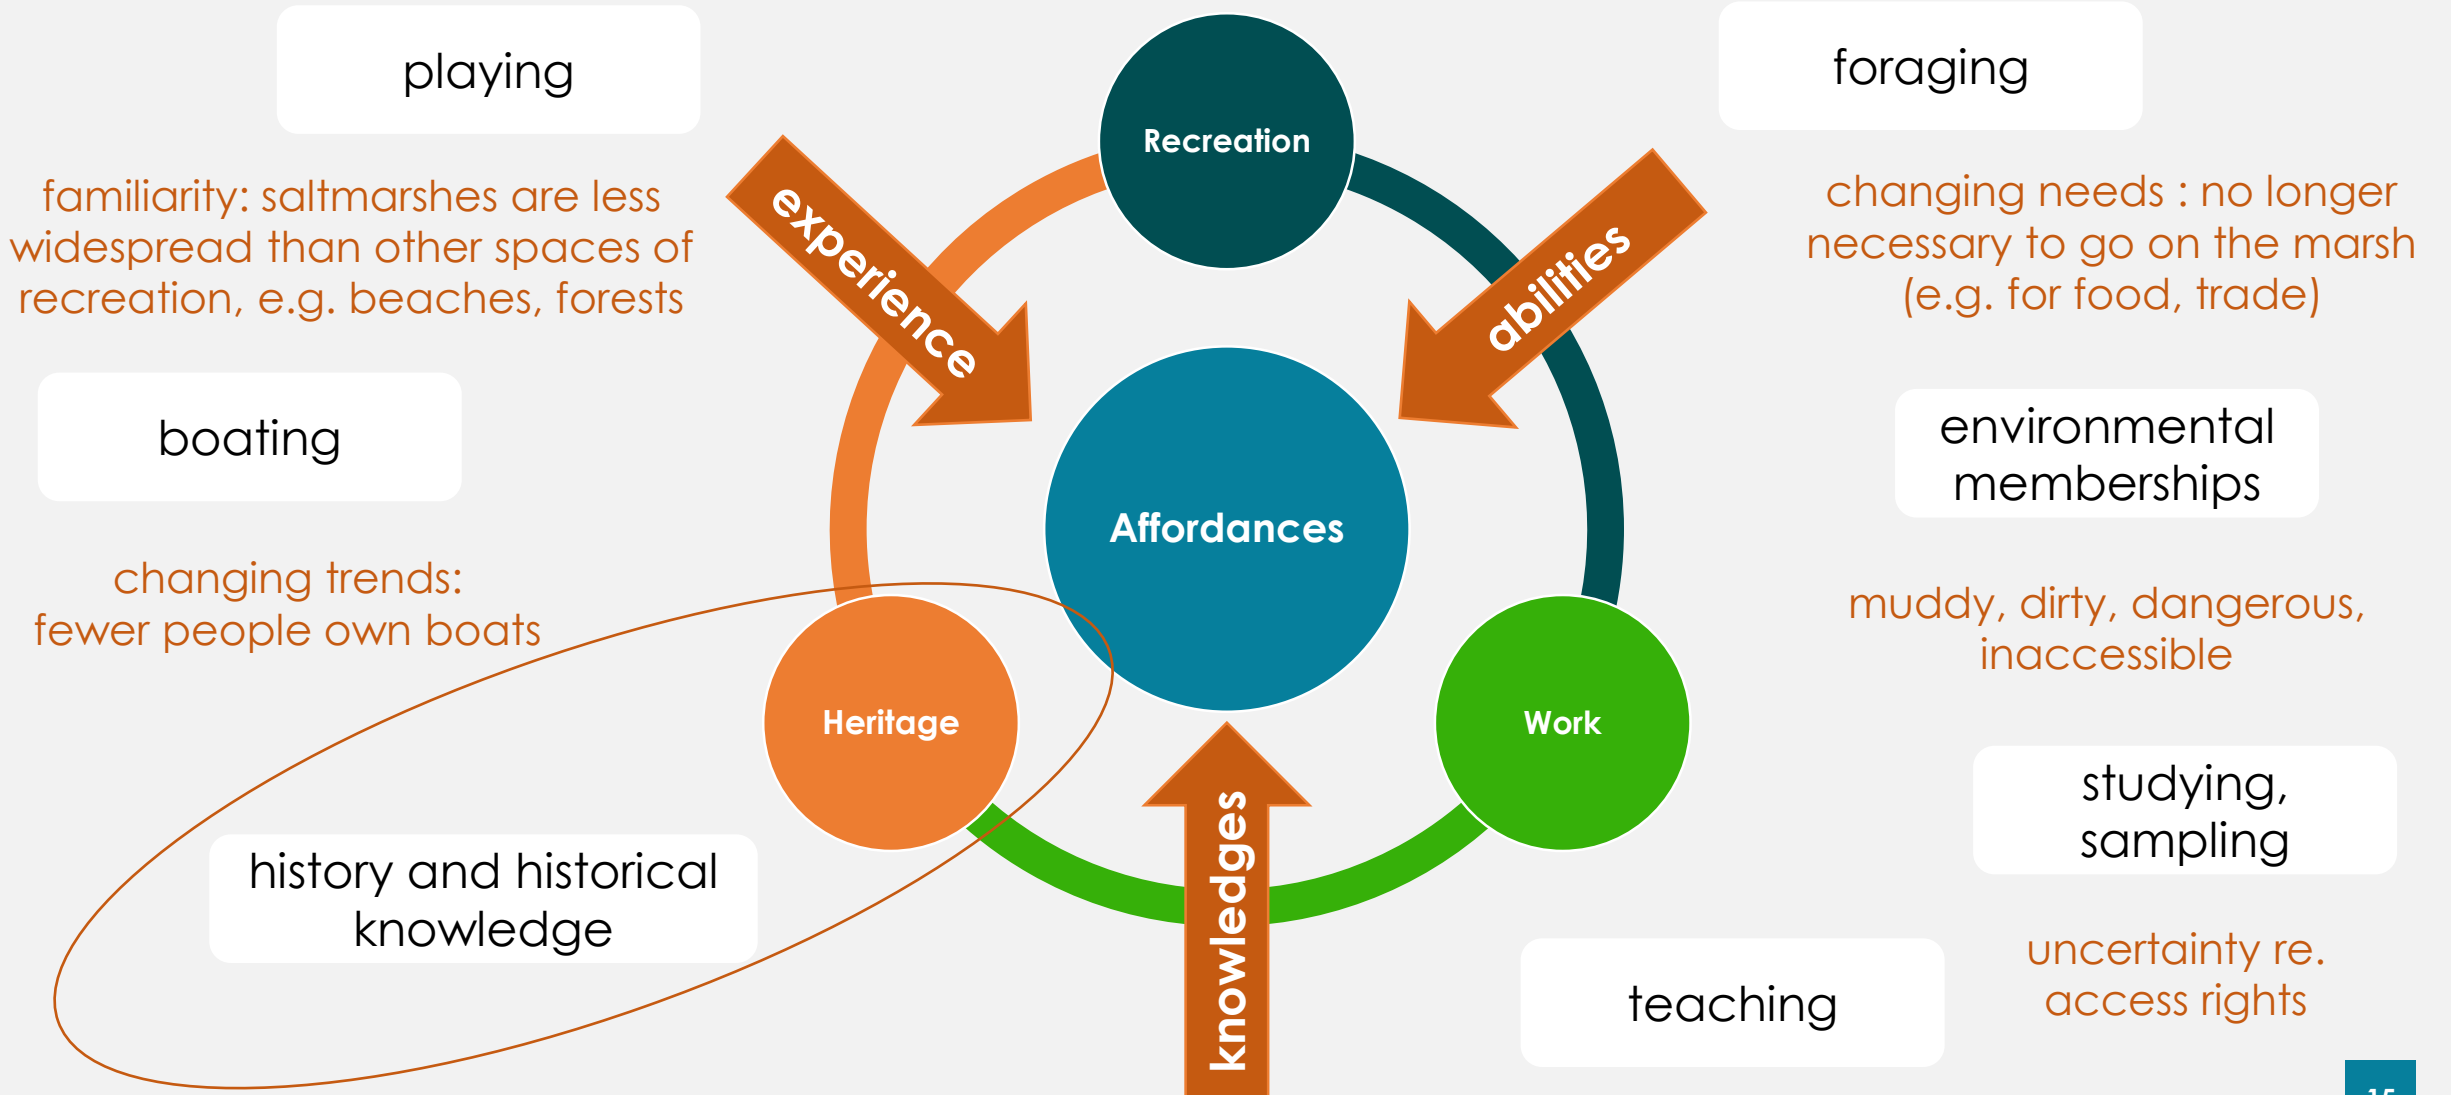 playing
familiarity: saltmarshes are less
widespread than other spaces of
recreation, e.g. beaches, forests
boating
changing trends:
fewer people own boats
history and historical
knowledge
Recreation
experience
abilities
Affordances
Heritage
Work
knowledges
foraging
changing needs : no longer
necessary to go on the marsh
(e.g. for food, trade)
environmental
memberships
muddy, dirty, dangerous,
inaccessible
studying,
sampling
uncertainty re.
access rights
teaching